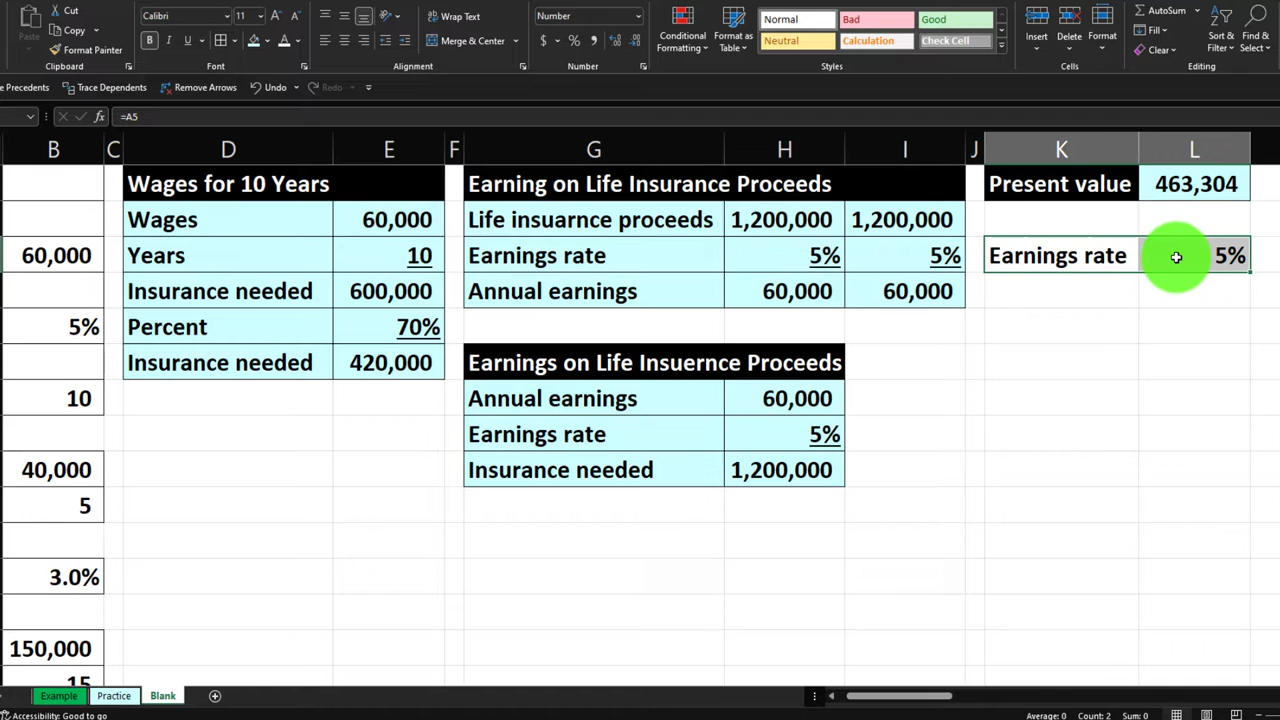 Cut
Calibri 11
Wrap Text
Number
Normal Bad Good
AutoSum
Paste
Copy
Conditional Formatting
Format as Table
Neutral Calculation Check Cell
Insert Delete Format
Fill
Sort & Filter
Find & Select
Format Painter
B I U
Merge & Center
$ %
Clear
Clipboard Font Alignment Number Styles Cells Editing
e Precedents Trace Dependents Remove Arrows Undo Redo
fx =A5
B C D E F G H I J K L
Wages for 10 Years Earning on Life Insurance Proceeds Present value 463,304
Wages 60,000 Life insuarnce proceeds 1,200,000 1,200,000
60,000 Years 10 Earnings rate 5% 5% Earnings rate 5%
Insurance needed 600,000 Annual earnings 60,000 60,000
5% Percent 70%
Insurance needed 420,000 Earnings on Life Insuernce Proceeds
10 Annual earnings 60,000
Earnings rate 5%
40,000 Insurance needed 1,200,000
5
3.0%
150,000
15
Example Practice Blank
Accessibility: Good to go Average: 0 Count: 2 Sum: 0